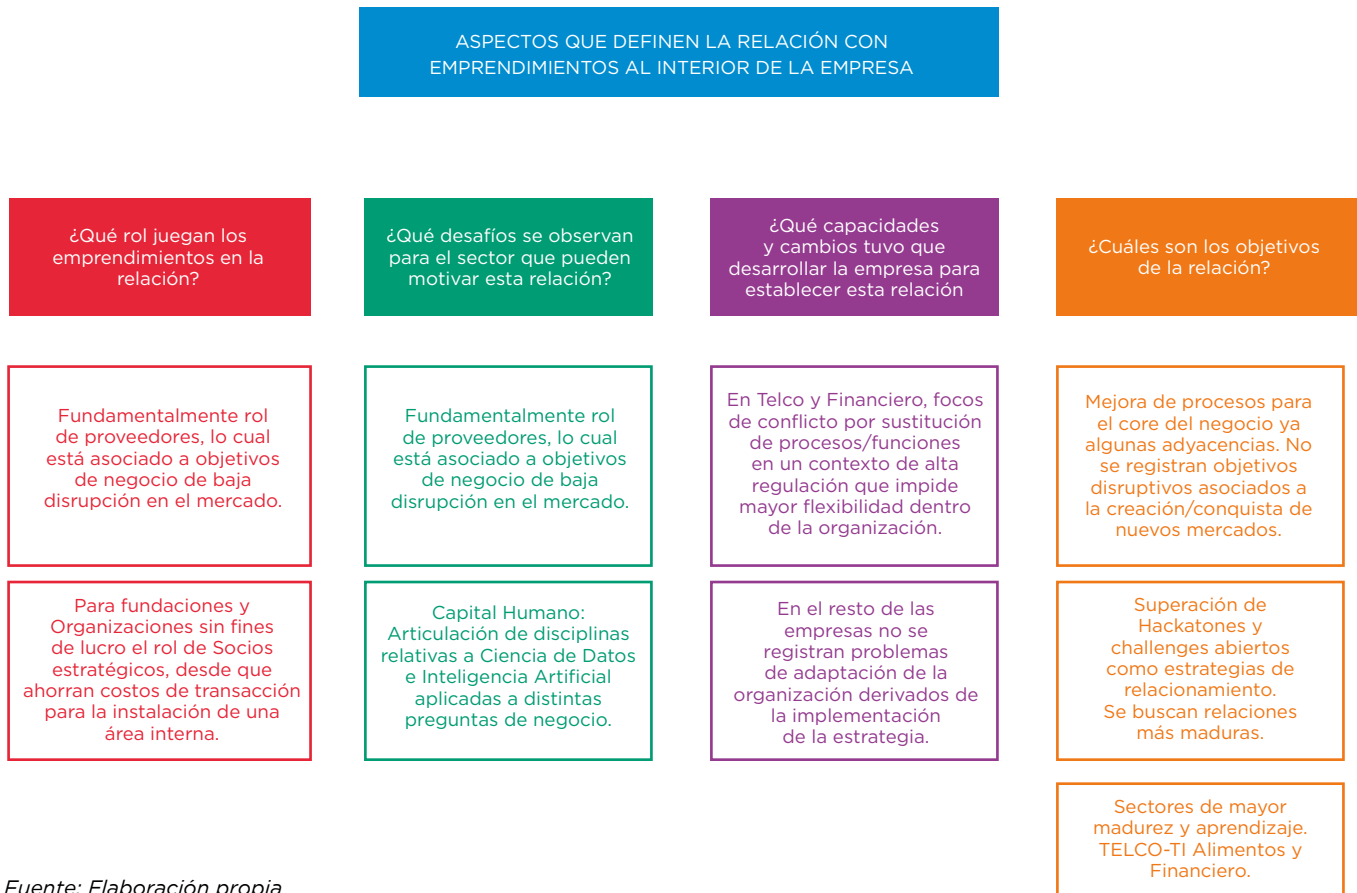 ASPECTOS QUE DEFINEN LA RELACIÓN CON
EMPRENDIMIENTOS AL INTERIOR DE LA EMPRESA
¿Qué rol juegan los
emprendimientos en la
relación?
Fundamentalmente rol
de proveedores, lo cual
está asociado a objetivos
de negocio de baja
disrupción en el mercado.
Para fundaciones y
Organizaciones sin fines
de lucro el rol de Socios
estratégicos, desde que
ahorran costos de transacción
para la instalación de una
área interna.
¿Qué desafíos se observan
para el sector que pueden
motivar esta relación?
Fundamentalmente rol
de proveedores, lo cual
está asociado a objetivos
de negocio de baja
disrupción en el mercado.
Capital Humano:
Articulación de disciplinas
relativas a Ciencia de Datos
e Inteligencia Artificial
aplicadas a distintas
preguntas de negocio.
¿Qué capacidades
y cambios tuvo que
desarrollar la empresa para
establecer esta relación
En Telco y Financiero, focos
de conflicto por sustitución
de procesos/funciones
en un contexto de alta
regulación que impide
mayor flexibilidad dentro
de la organización.
En el resto de las
empresas no se
registran problemas
de adaptación de la
organización derivados de
la implementación
de la estrategia.
¿Cuáles son los objetivos
de la relación?
Mejora de procesos para
el core del negocio ya
algunas adyacencias. No
se registran objetivos
disruptivos asociados a
la creación/conquista de
nuevos mercados.
Superación de
Hackatones y
challenges abiertos
como estrategias de
relacionamiento.
Se buscan relaciones
más maduras.
Sectores de mayor
madurez y aprendizaje.
TELCO-TI Alimentos y
Financiero.
Fuente: Elaboración propia